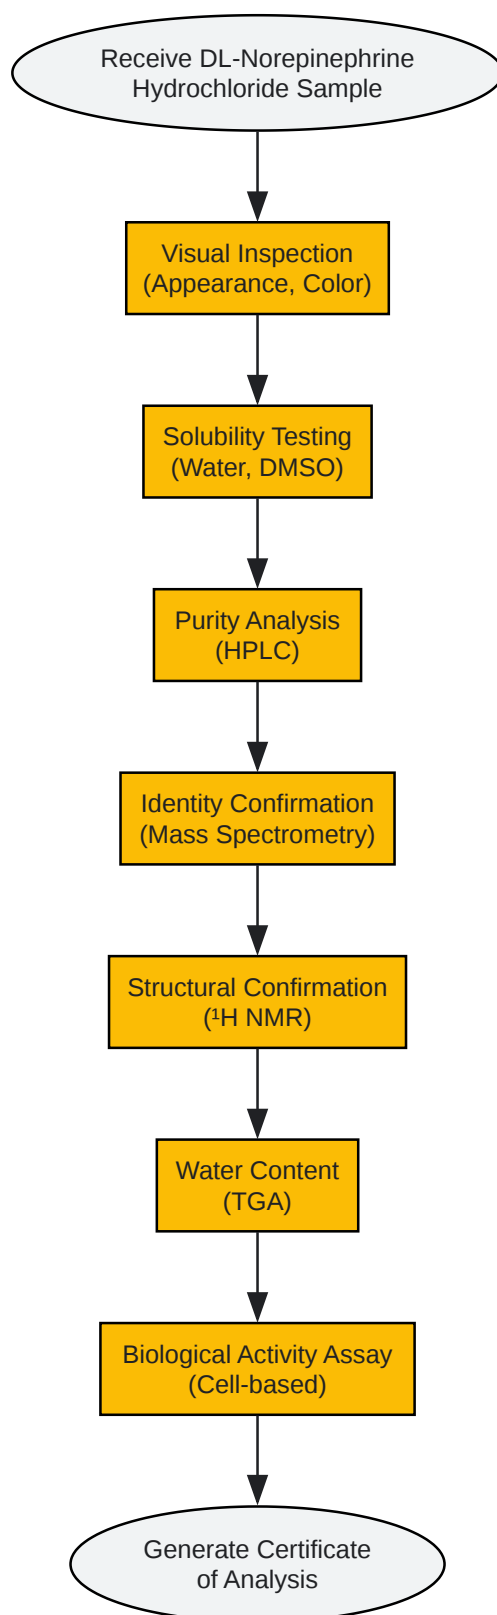 Receive DL-Norepinephrine
Hydrochloride Sample
Visual Inspection
(Appearance, Color)
Solubility Testing
(Water, DMSO)
Purity Analysis
(HPLC)
Identity Confirmation
(Mass Spectrometry)
Structural Confirmation
(¹H NMR)
Water Content
(TGA)
Biological Activity Assay
(Cell-based)
Generate Certificate
of Analysis